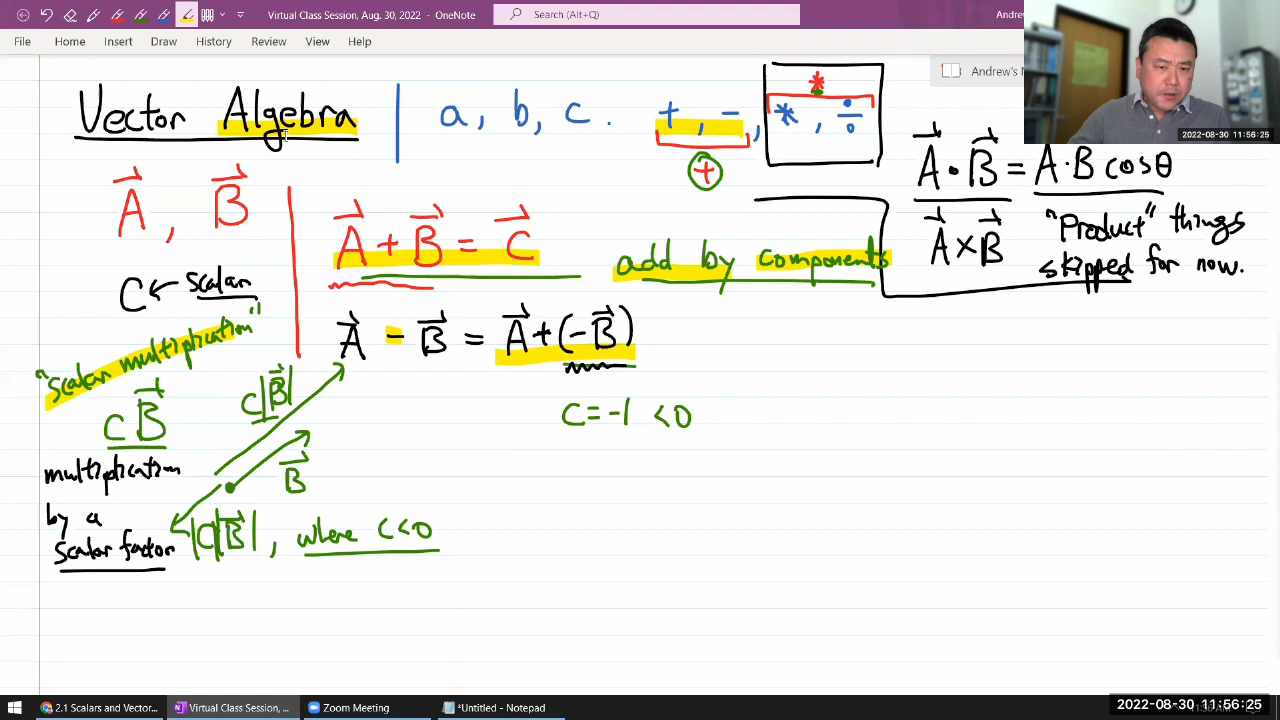 Virtual Class Session, Aug. 30, 2022 - OneNote
Search (Alt+Q)
Andrew
File Home Insert Draw History Review View Help
Andrew's N
2022-08-30 11:56:25
Vector Algebra
a, b, c. +, -, *, ÷
*
+
A⃗, B⃗
A⃗ + B⃗ = C⃗
add by components
A⃗ · B⃗ = A·B cosθ
A⃗ × B⃗
"Product" things
skipped for now.
C ← scalar
A⃗ - B⃗ = A⃗ + (-B⃗)
"Scalar multiplication"
cB⃗
c|B⃗|
B⃗
C = -1 < 0
multiplication
by a
scalar factor
|C|B⃗|, where C<0
2.1 Scalars and Vector...
Virtual Class Session, ...
Zoom Meeting
*Untitled - Notepad
2022-08-30 11:56:25